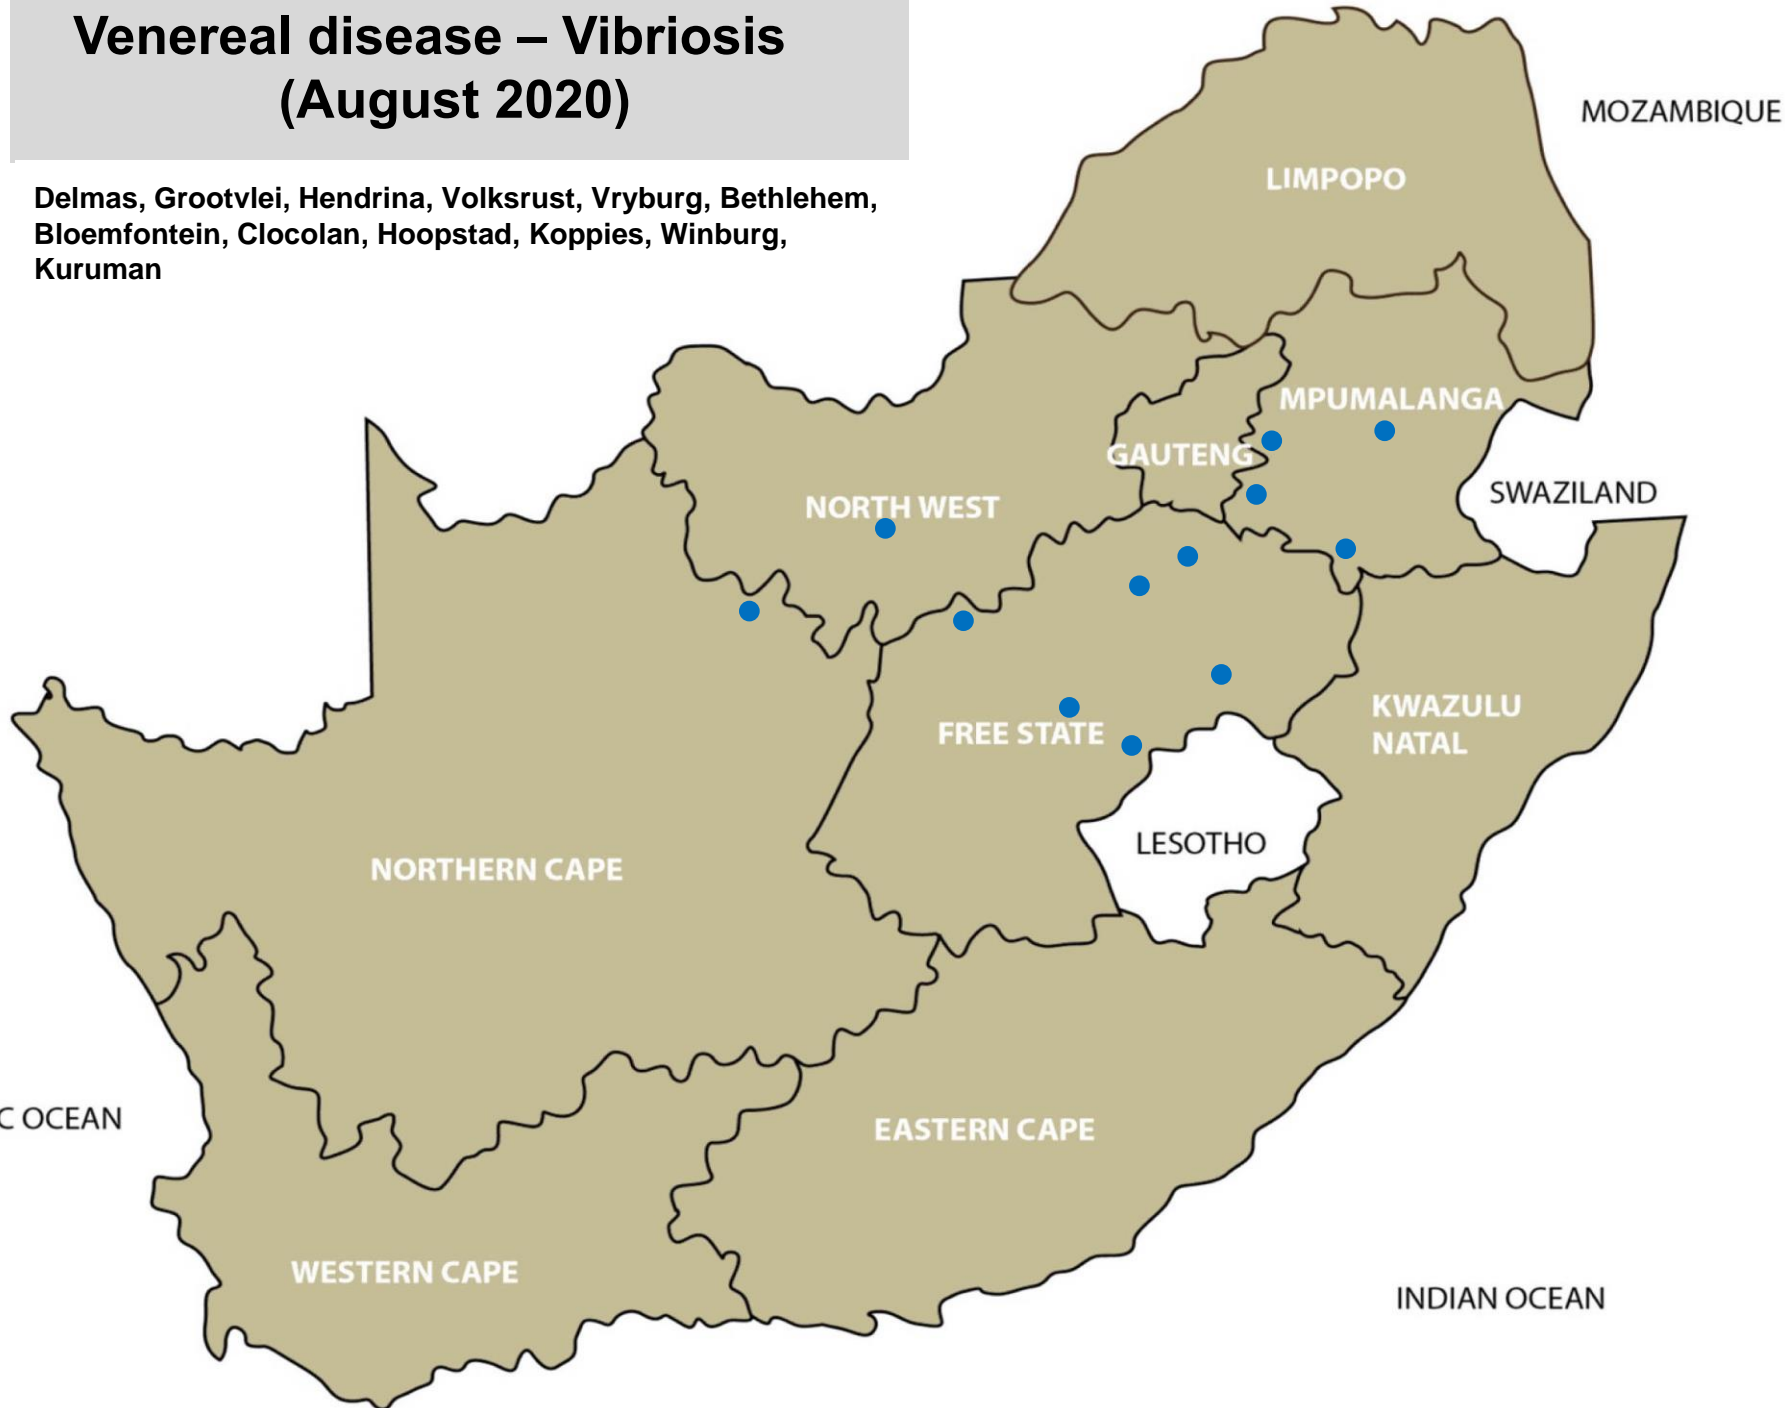 Venereal disease – Vibriosis
(August 2020)
Delmas, Grootvlei, Hendrina, Volksrust, Vryburg, Bethlehem,
Bloemfontein, Clocolan, Hoopstad, Koppies, Winburg,
Kuruman
MOZAMBIQUE
LIMPOPO
MPUMALANGA
GAUTENG
SWAZILAND
NORTH WEST
KWAZULU
NATAL
FREE STATE
LESOTHO
NORTHERN CAPE
C OCEAN
EASTERN CAPE
WESTERN CAPE
INDIAN OCEAN